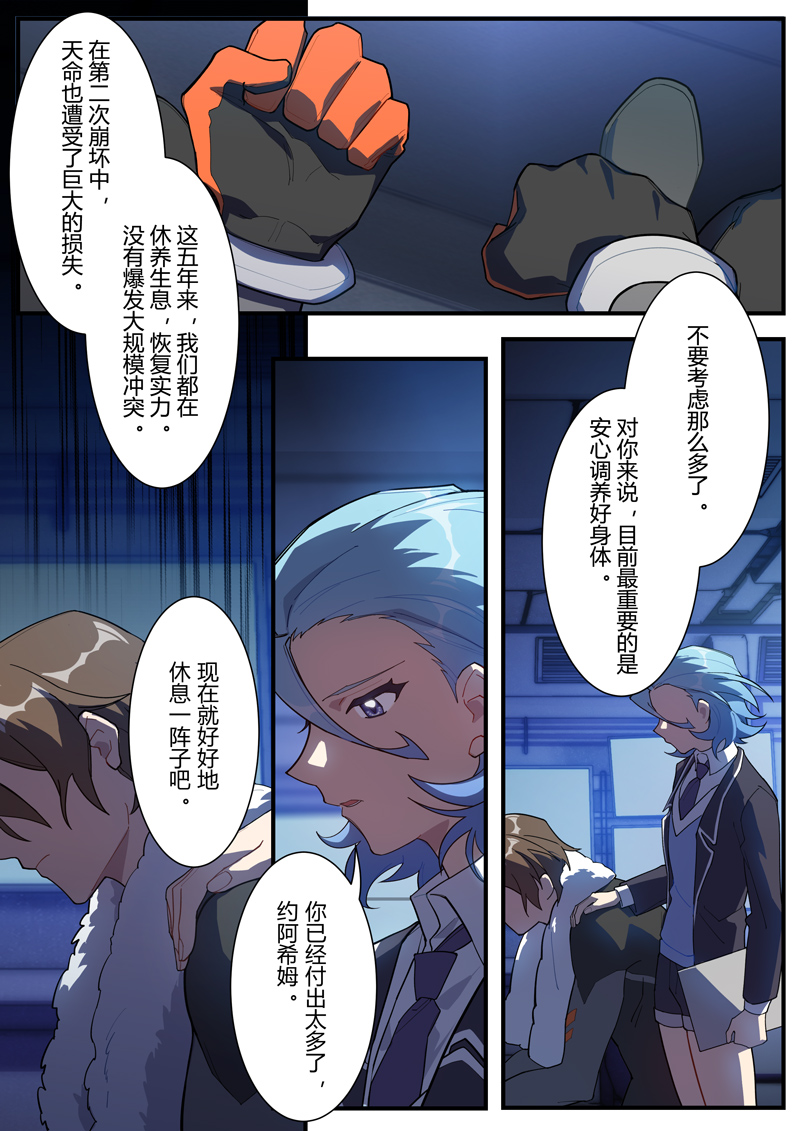 不要考虑那么多了。
对你来说，目前最重要的是
安心调养好身体。
在第二次崩坏中，
天命也遭受了巨大的损失。
这五年来，我们都在
休养生息，恢复实力。
没有爆发大规模冲突。
你已经付出太多了，
约阿希姆。
现在就好好地
休息一阵子吧。